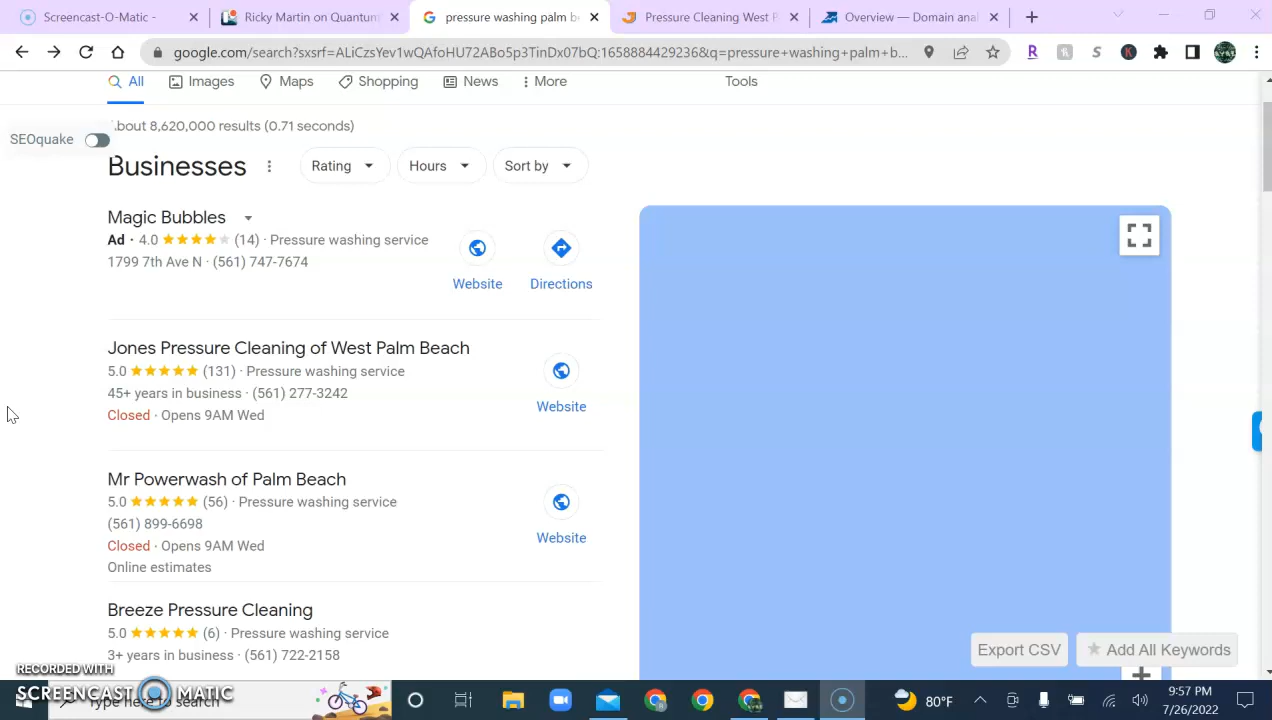 Screencast-O-Matic -
Ricky Martin on Quantum
pressure washing palm b
Pressure Cleaning West P
Overview — Domain anal
google.com/search?sxsrf=ALiCzsYev1wQAfoHU72ABo5p3TinDx07bQ:1658884429236&q=pressure+washing+palm+b...
All
Images
Maps
Shopping
News
More
Tools
About 8,620,000 results (0.71 seconds)
SEOquake
Businesses
Rating
Hours
Sort by
Magic Bubbles
Ad · 4.0 (14) · Pressure washing service
1799 7th Ave N · (561) 747-7674
Website
Directions
Jones Pressure Cleaning of West Palm Beach
5.0 (131) · Pressure washing service
45+ years in business · (561) 277-3242
Closed · Opens 9AM Wed
Website
Mr Powerwash of Palm Beach
5.0 (56) · Pressure washing service
(561) 899-6698
Closed · Opens 9AM Wed
Online estimates
Website
Breeze Pressure Cleaning
5.0 (6) · Pressure washing service
3+ years in business · (561) 722-2158
Export CSV
Add All Keywords
RECORDED WITH
SCREENCAST-O-MATIC
Type here to search
80°F
9:57 PM
7/26/2022